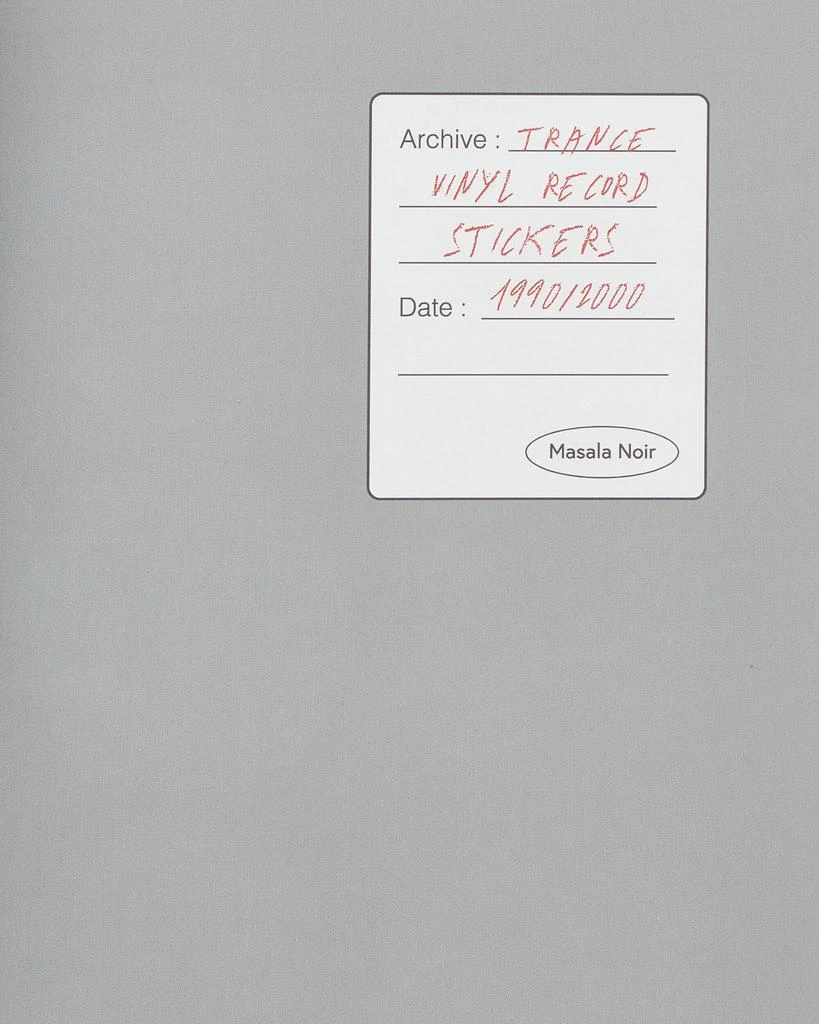 Archive : TRANCE
VINYL RECORD
STICKERS
Date : 1990/2000
Masala Noir